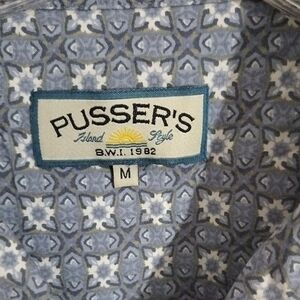 PUSSER'S
Island Style
B.W.I. 1982
M